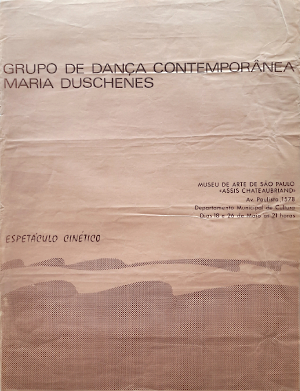 GRUPO DE DANÇA CONTEMPORÂNEA
MARIA DUSCHENES
MUSEU DE ARTE DE SÃO PAULO
«ASSIS CHATEAUBRIAND»
Av. Paulista 1578
Departamento Municipal de Cultura
Dias 18 e 26 de Maio às 21 horas
ESPETÁCULO CINÉTICO